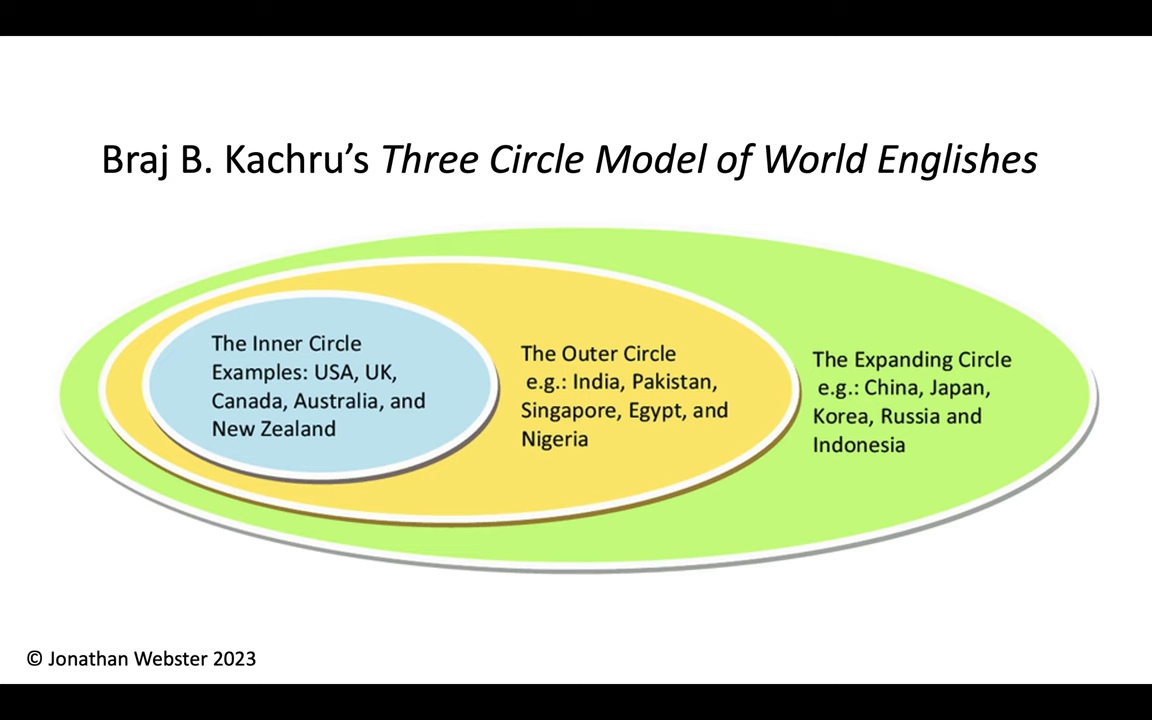 Braj B. Kachru’s Three Circle Model of World Englishes
The Inner Circle
Examples: USA, UK,
Canada, Australia, and
New Zealand
The Outer Circle
e.g.: India, Pakistan,
Singapore, Egypt, and
Nigeria
The Expanding Circle
e.g.: China, Japan,
Korea, Russia and
Indonesia
© Jonathan Webster 2023